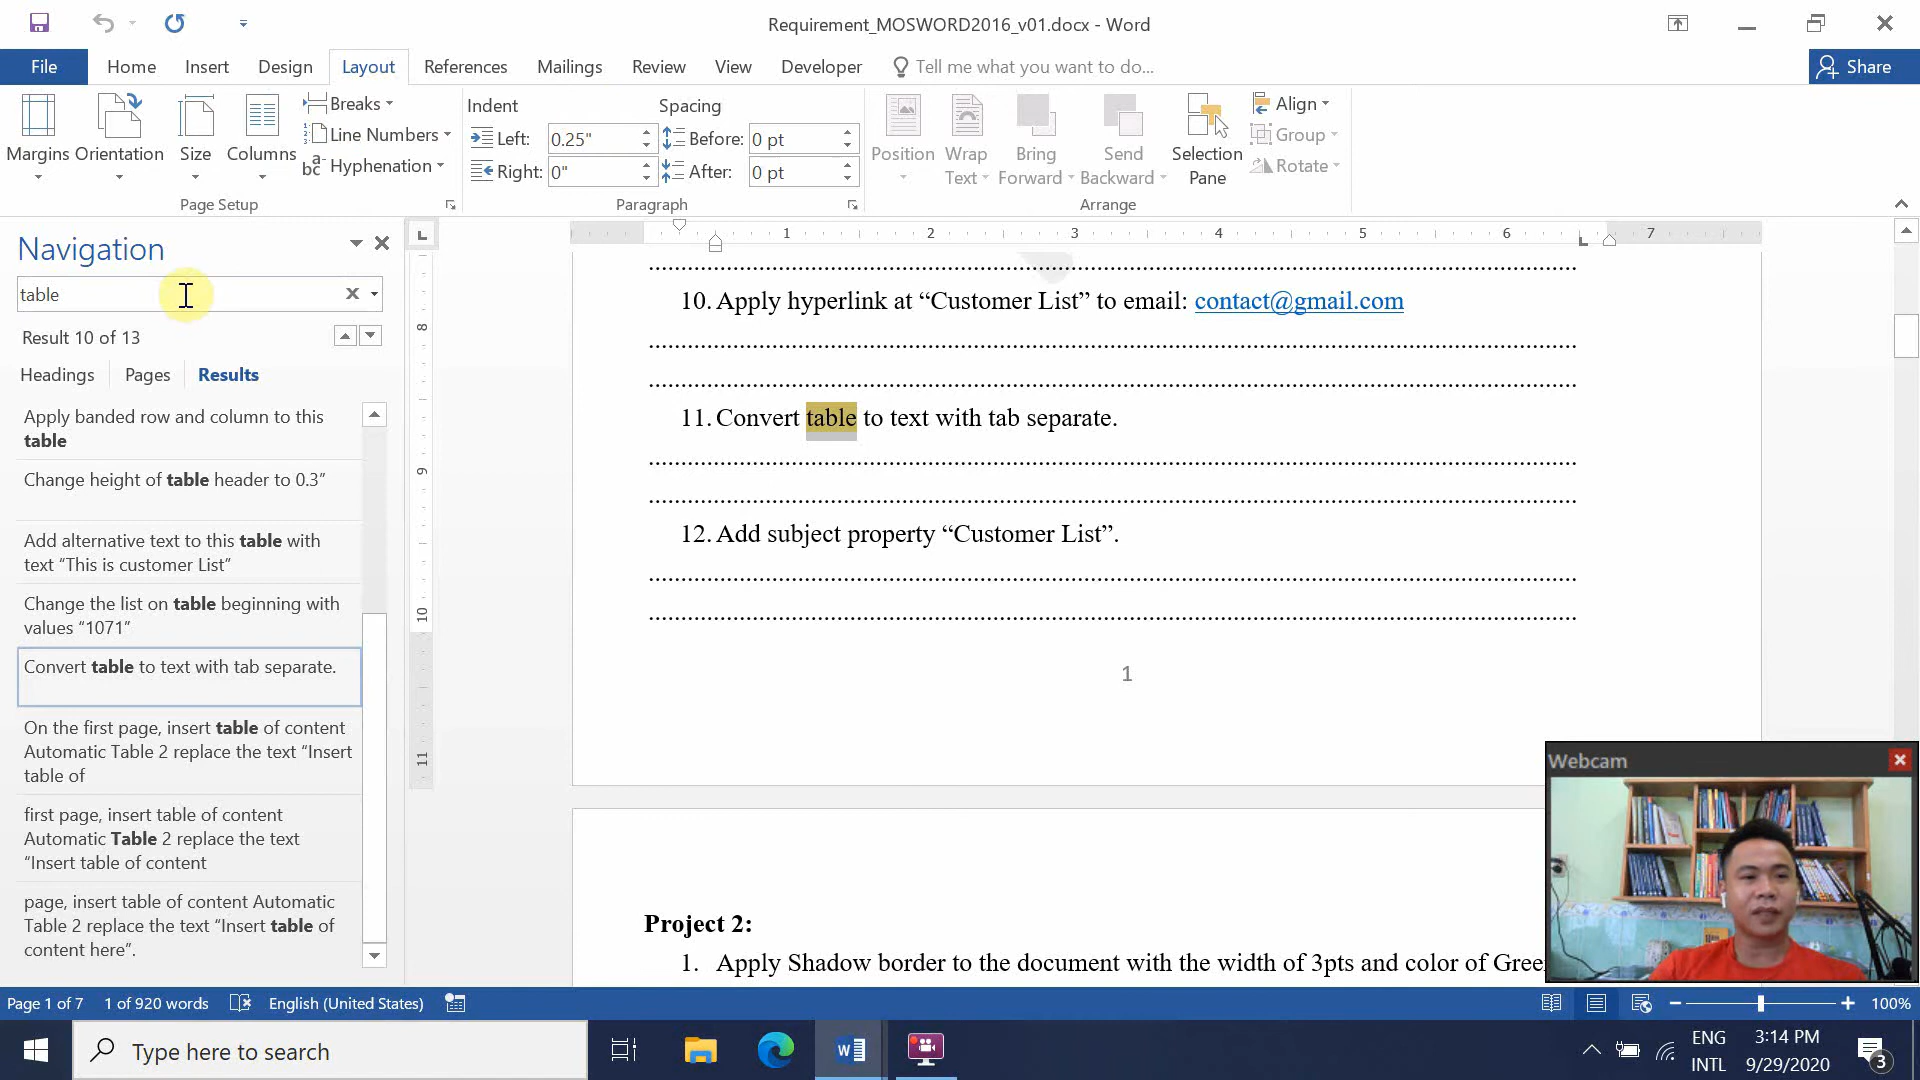 Requirement_MOSWORD2016_v01.docx - Word
File
Home
Insert
Design
Layout
References
Mailings
Review
View
Developer
Tell me what you want to do...
Share
Margins
Orientation
Size
Columns
Breaks
Line Numbers
Hyphenation
Page Setup
Indent
Left: 0.25"
Right: 0"
Spacing
Before: 0 pt
After: 0 pt
Paragraph
Position
Wrap
Text
Bring
Forward
Send
Backward
Selection
Pane
Align
Group
Rotate
Arrange
Navigation
table
Result 10 of 13
Headings
Pages
Results
Apply banded row and column to this
table
Change height of table header to 0.3”
Add alternative text to this table with
text “This is customer List”
Change the list on table beginning with
values “1071”
Convert table to text with tab separate.
On the first page, insert table of content
Automatic Table 2 replace the text “Insert
table of
first page, insert table of content
Automatic Table 2 replace the text
“Insert table of content
page, insert table of content Automatic
Table 2 replace the text “Insert table of
content here”.
1 2 3 4 5 6 7
8
9
10
11
10. Apply hyperlink at “Customer List” to email: contact@gmail.com
11. Convert table to text with tab separate.
12. Add subject property “Customer List”.
1
Project 2:
1. Apply Shadow border to the document with the width of 3pts and color of Gree
Webcam
Page 1 of 7
1 of 920 words
English (United States)
100%
Type here to search
ENG
INTL
3:14 PM
9/29/2020
3